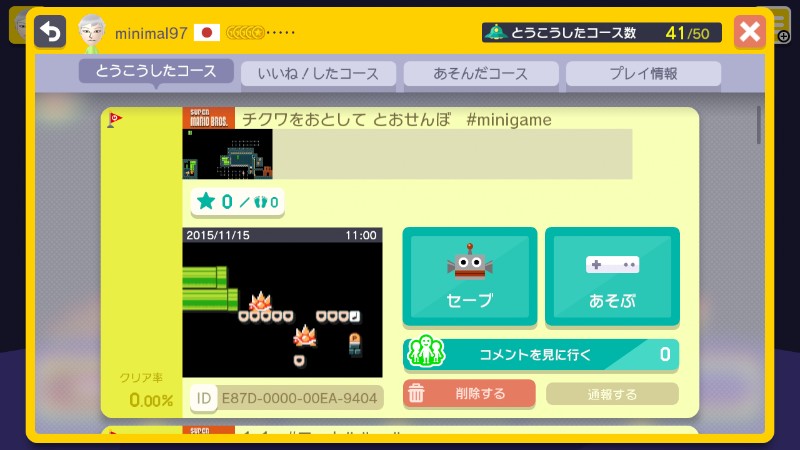 minimal97
とうこうしたコース数 41/50
とうこうしたコース
いいね！したコース
あそんだコース
プレイ情報
SUPER
MARIO BROS.
チクワをおとして とおせんぼ #minigame
0 / 0
2015/11/15 11:00
セーブ
あそぶ
コメントを見に行く 0
クリア率
0.00%
ID E87D-0000-00EA-9404
削除する
通報する
SUPER